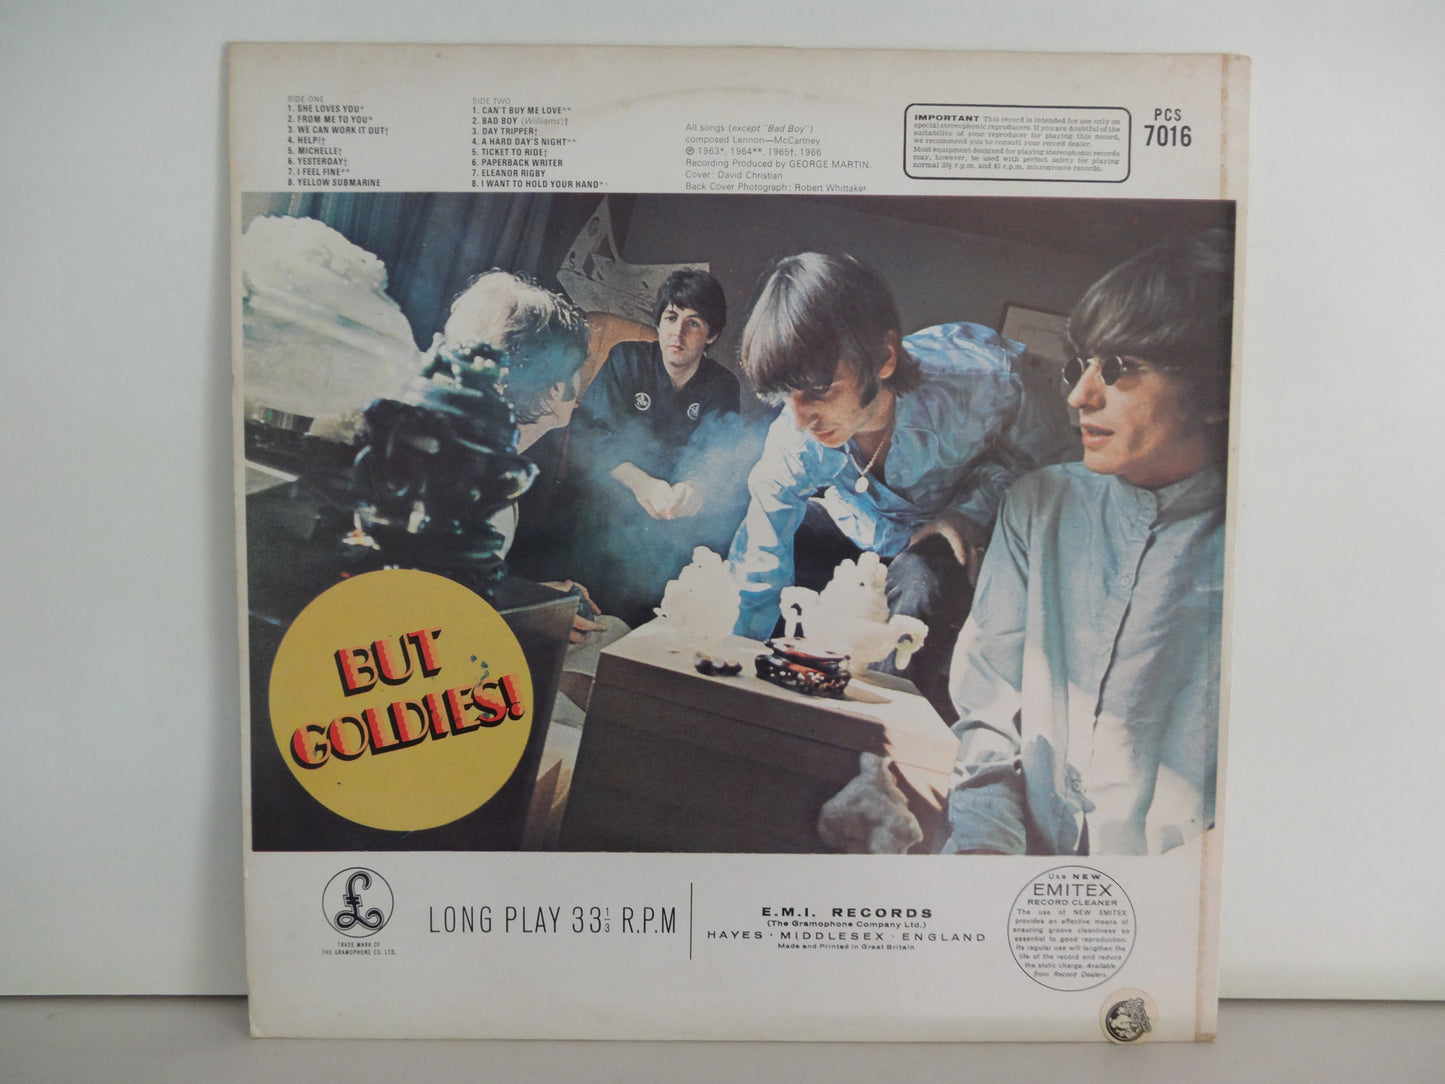 SIDE ONE
1. SHE LOVES YOU*
2. FROM ME TO YOU*
3. WE CAN WORK IT OUT†
4. HELP!†
5. MICHELLE†
6. YESTERDAY†
7. I FEEL FINE**
8. YELLOW SUBMARINE
SIDE TWO
1. CAN'T BUY ME LOVE**
2. BAD BOY (Williams)†
3. DAY TRIPPER†
4. A HARD DAY'S NIGHT**
5. TICKET TO RIDE†
6. PAPERBACK WRITER
7. ELEANOR RIGBY
8. I WANT TO HOLD YOUR HAND*
All songs (except "Bad Boy")
composed Lennon—McCartney
℗ 1963*, 1964**, 1965†, 1966
Recording Produced by GEORGE MARTIN.
Cover: David Christian
Back Cover Photograph: Robert Whittaker
IMPORTANT This record is intended for use only on
special stereophonic reproducers. If you are doubtful of the
suitability of your reproducer for playing this record,
we recommend you to consult your record dealer.
Most equipment designed for playing stereophonic records
may, however, be used with perfect safety for playing
normal 33⅓ r.p.m. and 45 r.p.m. microgroove records.
PCS
7016
BUT
GOLDIES!
£
TRADE MARK OF
THE GRAMOPHONE CO. LTD.
LONG PLAY 33⅓ R.P.M
E.M.I. RECORDS
(The Gramophone Company Ltd.)
HAYES · MIDDLESEX · ENGLAND
Made and Printed in Great Britain
Use NEW
EMITEX
RECORD CLEANER
The use of NEW EMITEX
provides an effective means of
ensuring groove cleanliness so
essential to good reproduction.
Its regular use will lengthen the
life of the record and reduce
the static charge. Available
from Record Dealers.